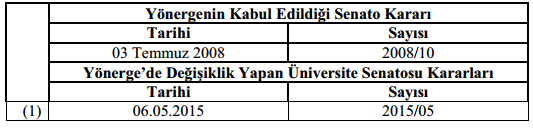 Yönergenin Kabul Edildiği Senato Kararı
Tarihi Sayısı
03 Temmuz 2008 2008/10
Yönerge’de Değişiklik Yapan Üniversite Senatosu Kararları
Tarihi Sayısı
(1) 06.05.2015 2015/05